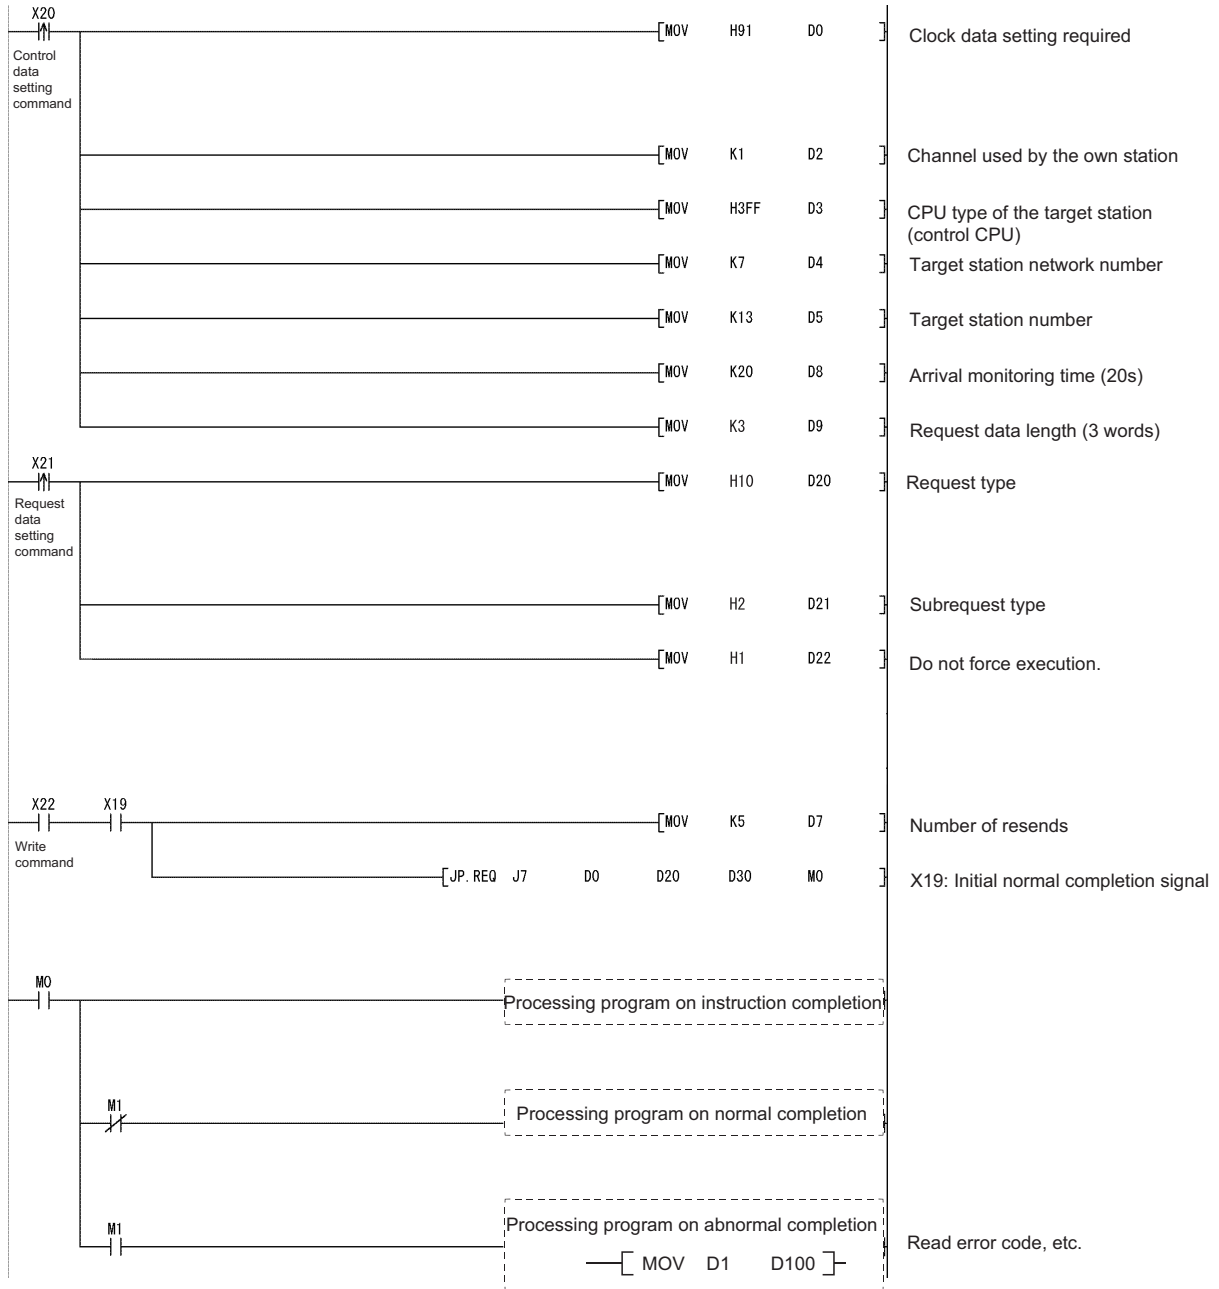 X20
[MOV H91 D0 ]
Clock data setting required
Control
data
setting
command
[MOV K1 D2 ]
Channel used by the own station
[MOV H3FF D3 ]
CPU type of the target station
(control CPU)
[MOV K7 D4 ]
Target station network number
[MOV K13 D5 ]
Target station number
[MOV K20 D8 ]
Arrival monitoring time (20s)
[MOV K3 D9 ]
Request data length (3 words)
X21
[MOV H10 D20 ]
Request type
Request
data
setting
command
[MOV H2 D21 ]
Subrequest type
[MOV H1 D22 ]
Do not force execution.
X22 X19
[MOV K5 D7 ]
Number of resends
Write
command
[JP.REQ J7 D0 D20 D30 M0 ]
X19: Initial normal completion signal
M0
Processing program on instruction completion
M1
Processing program on normal completion
M1
Processing program on abnormal completion
[ MOV D1 D100 ]
Read error code, etc.